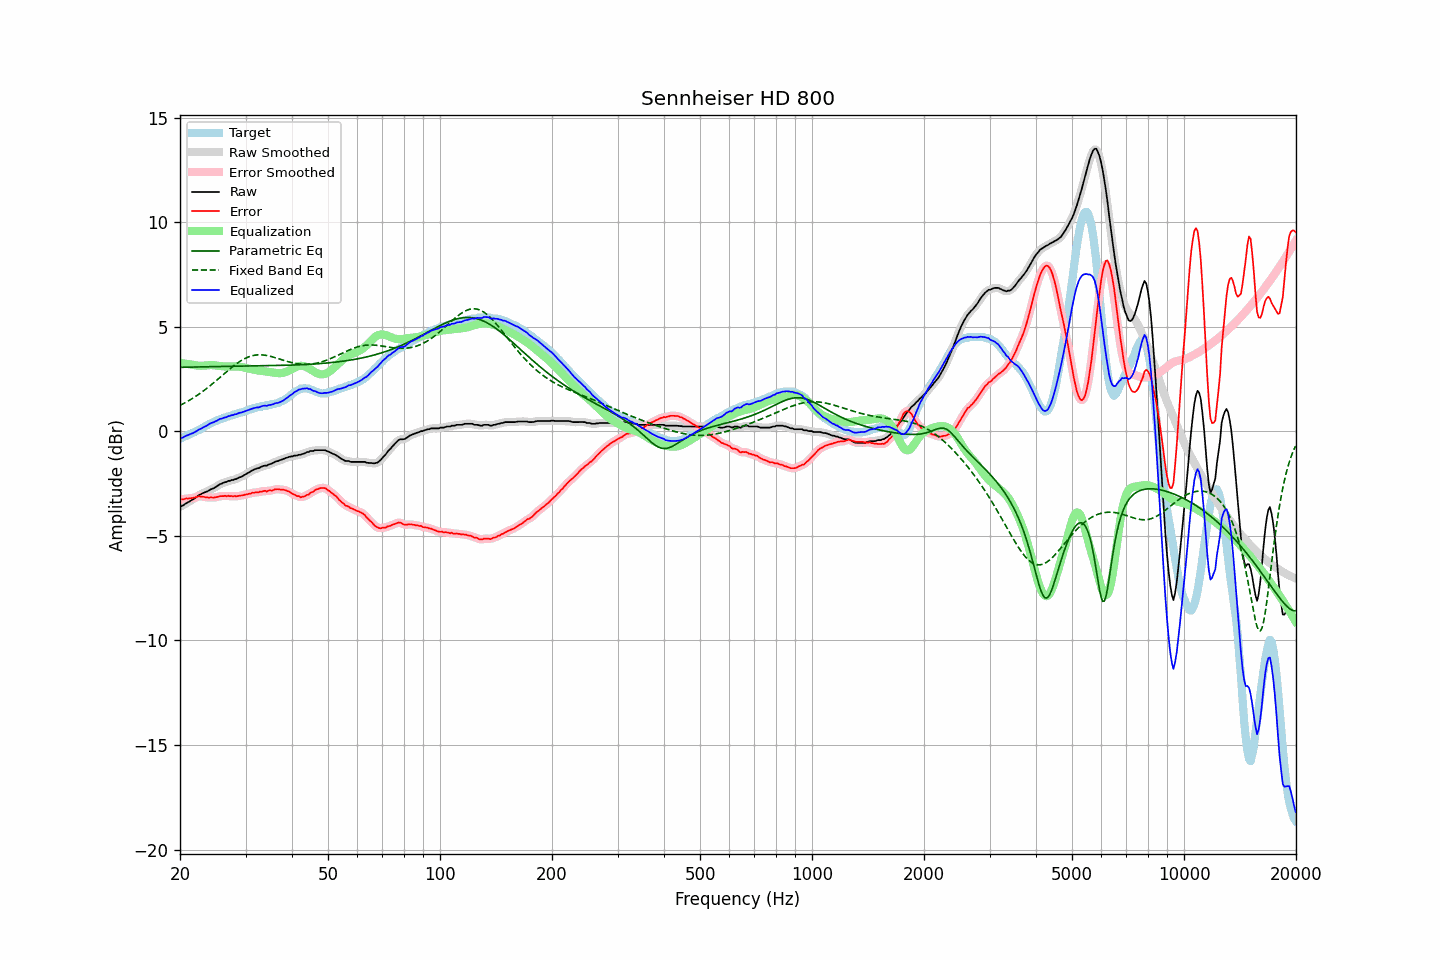 Sennheiser HD 800
Target
Raw Smoothed
Error Smoothed
Raw
Error
Equalization
Parametric Eq
Fixed Band Eq
Equalized
15
10
5
0
−5
−10
−15
−20
Amplitude (dBr)
20 50 100 200 500 1000 2000 5000 10000 20000
Frequency (Hz)